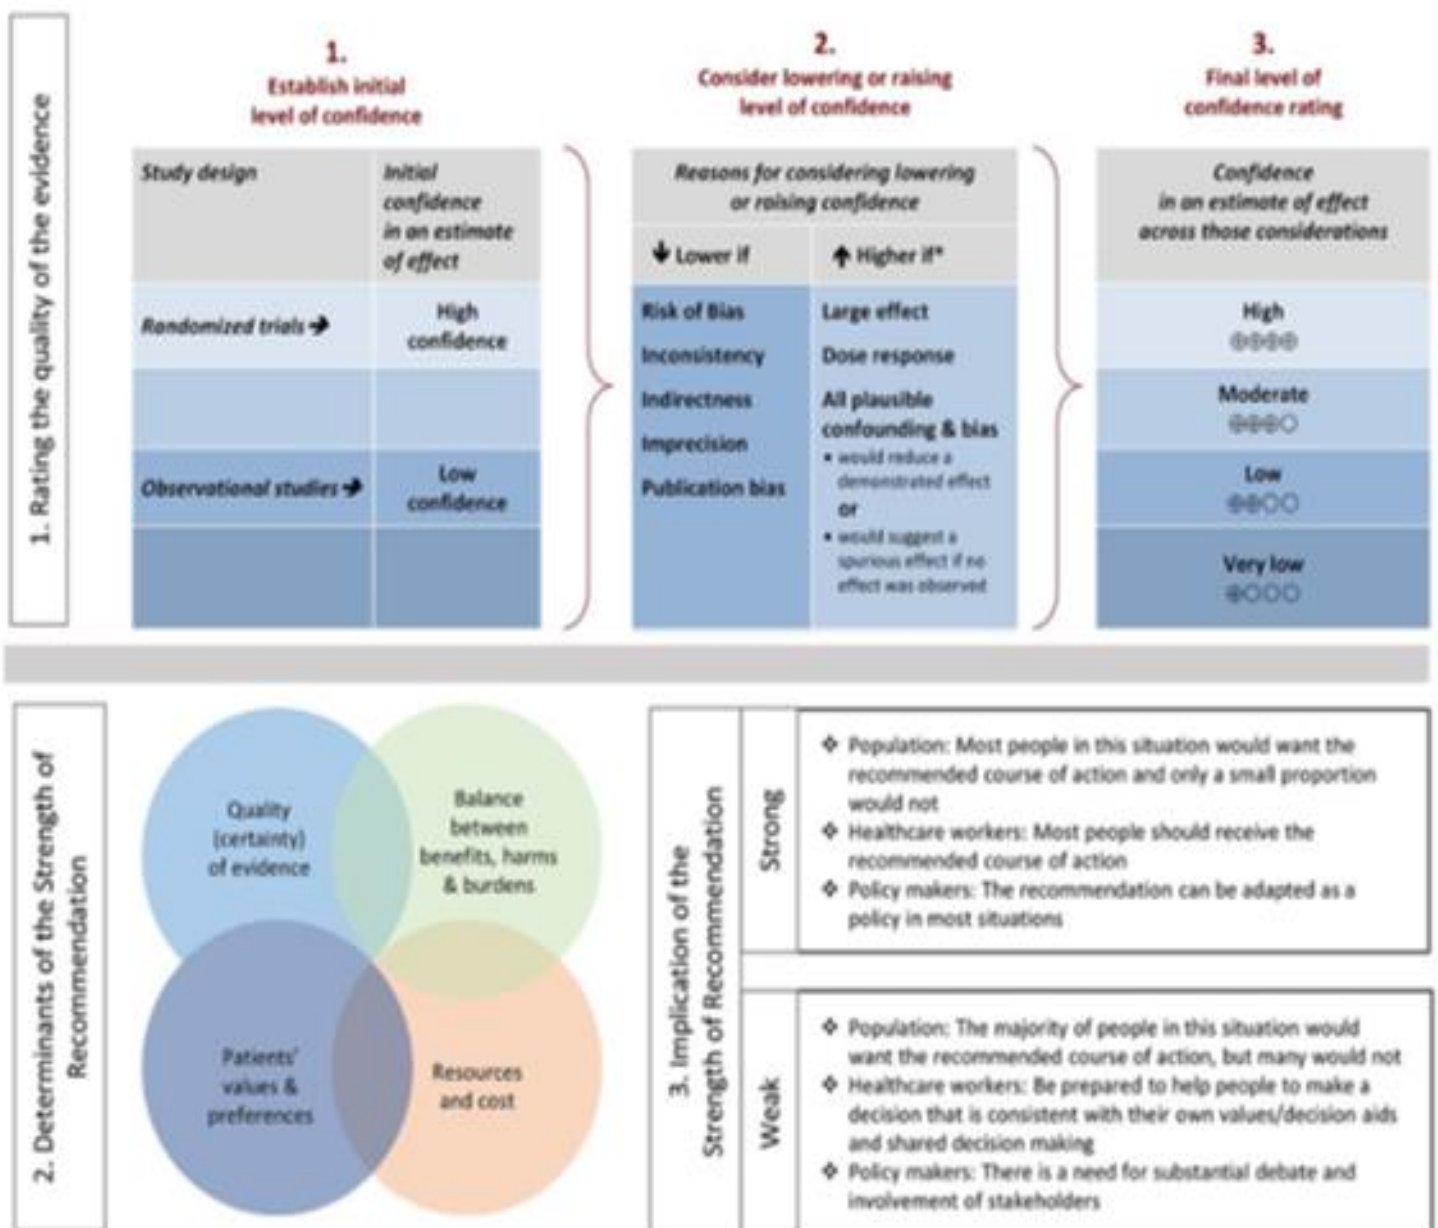 1. Rating the quality of the evidence
1.
Establish initial
level of confidence
Study design
Initial
confidence
in an estimate
of effect
Randomized trials →
High
confidence
Observational studies →
Low
confidence
2.
Consider lowering or raising
level of confidence
Reasons for considering lowering
or raising confidence
↓ Lower if
↑ Higher if*
Risk of Bias
Inconsistency
Indirectness
Imprecision
Publication bias
Large effect
Dose response
All plausible
confounding & bias
• would reduce a
demonstrated effect
or
• would suggest a
spurious effect if no
effect was observed
3.
Final level of
confidence rating
Confidence
in an estimate of effect
across those considerations
High
⊕⊕⊕⊕
Moderate
⊕⊕⊕○
Low
⊕⊕○○
Very low
⊕○○○
2. Determinants of the Strength of
Recommendation
Quality
(certainty)
of evidence
Balance
between
benefits, harms
& burdens
Patients'
values &
preferences
Resources
and cost
3. Implication of the
Strength of Recommendation
Strong
❖ Population: Most people in this situation would want the
recommended course of action and only a small proportion
would not
❖ Healthcare workers: Most people should receive the
recommended course of action
❖ Policy makers: The recommendation can be adapted as a
policy in most situations
Weak
❖ Population: The majority of people in this situation would
want the recommended course of action, but many would not
❖ Healthcare workers: Be prepared to help people to make a
decision that is consistent with their own values/decision aids
and shared decision making
❖ Policy makers: There is a need for substantial debate and
involvement of stakeholders